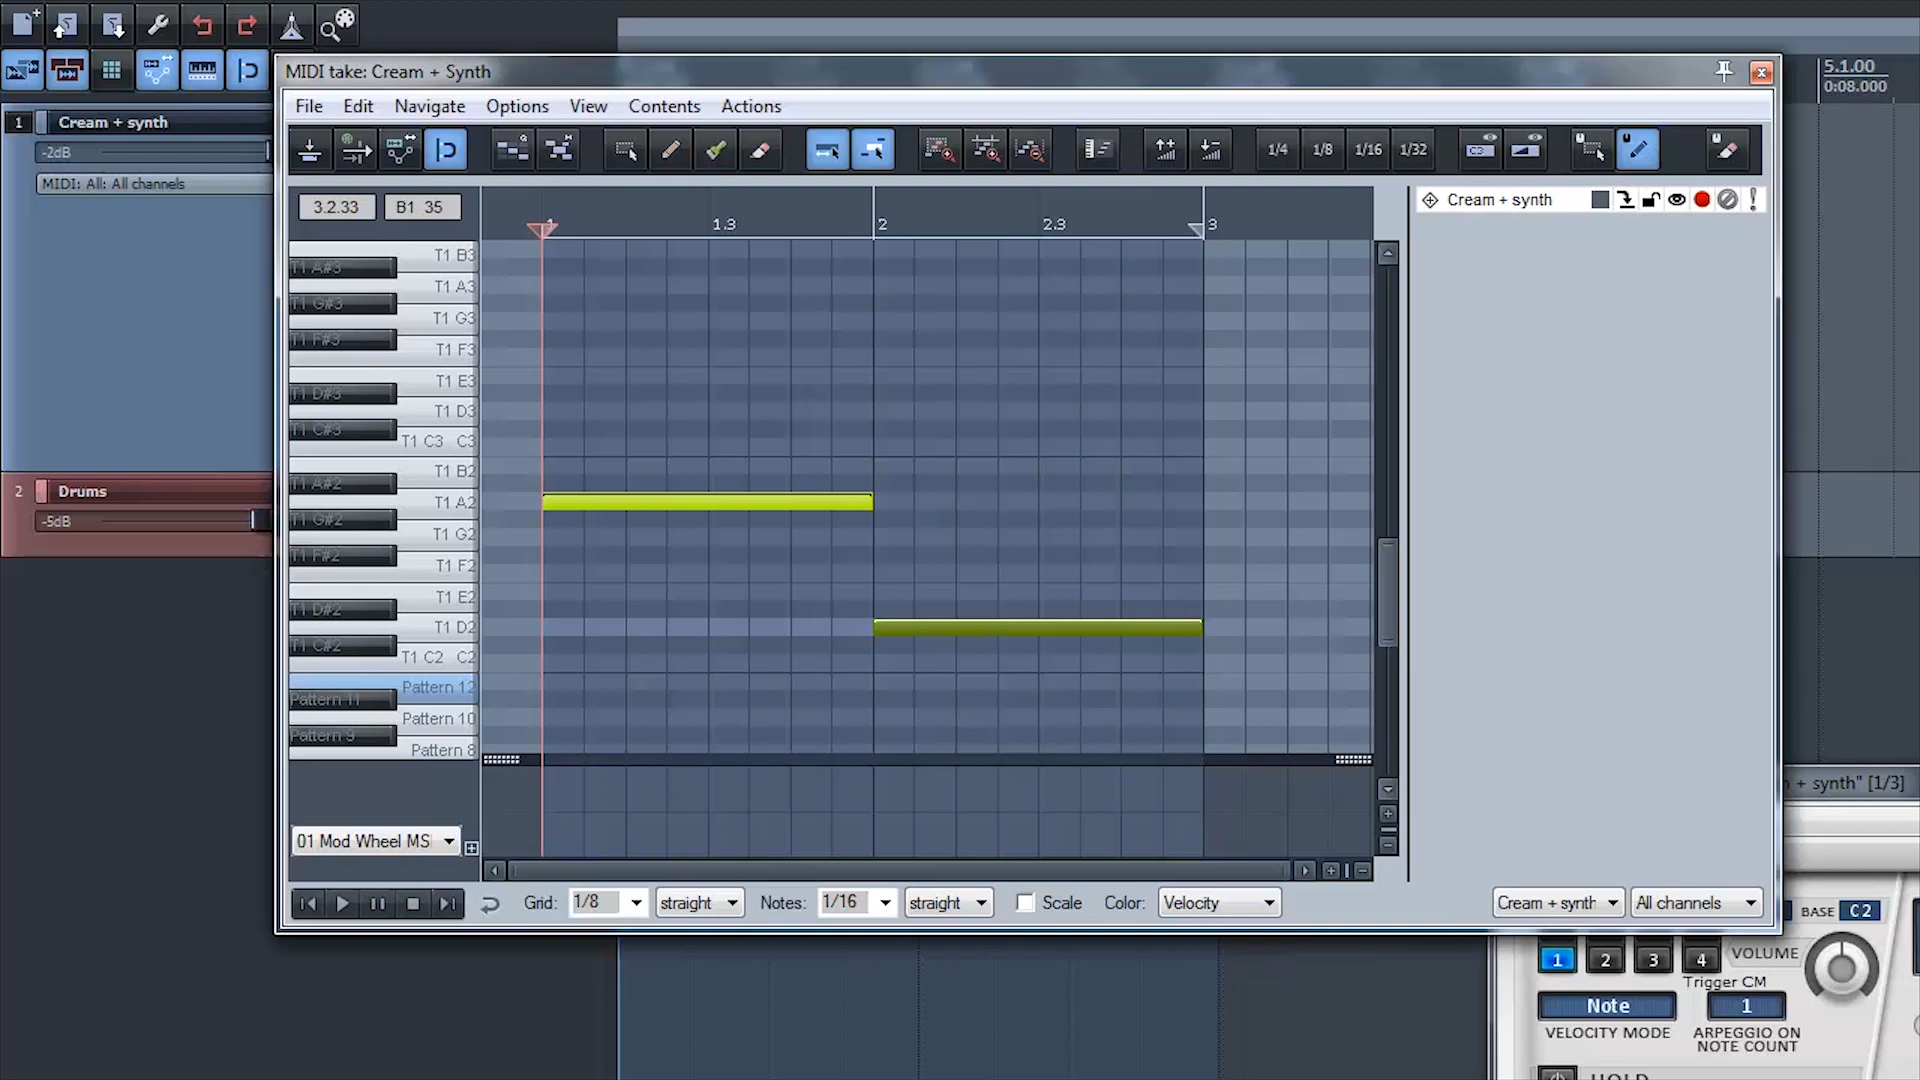 MIDI take: Cream + Synth
5.1.00
0:08.000
File Edit Navigate Options View Contents Actions
1 Cream + synth
-2dB
MIDI: All: All channels
1/4 1/8 1/16 1/32
3.2.33 B1 35
1 1.3 2 2.3 3
Cream + synth
T1 B3
T1 A#3
T1 A3
T1 G#3
T1 G3
T1 F#3
T1 F3
T1 E3
T1 D#3
T1 D3
T1 C#3
T1 C3 C3
T1 B2
T1 A#2
T1 A2
T1 G#2
T1 G2
T1 F#2
T1 F2
T1 E2
T1 D#2
T1 D2
T1 C#2
T1 C2 C2
Pattern 12
Pattern 11
Pattern 10
Pattern 9
Pattern 8
2 Drums
-5dB
+ synth" [1/3]
01 Mod Wheel MS
Grid: 1/8 straight Notes: 1/16 straight Scale Color: Velocity Cream + synth All channels
BASE C 2
1 2 3 4 VOLUME
Trigger CM
Note 1
VELOCITY MODE ARPEGGIO ON
NOTE COUNT
HOLD